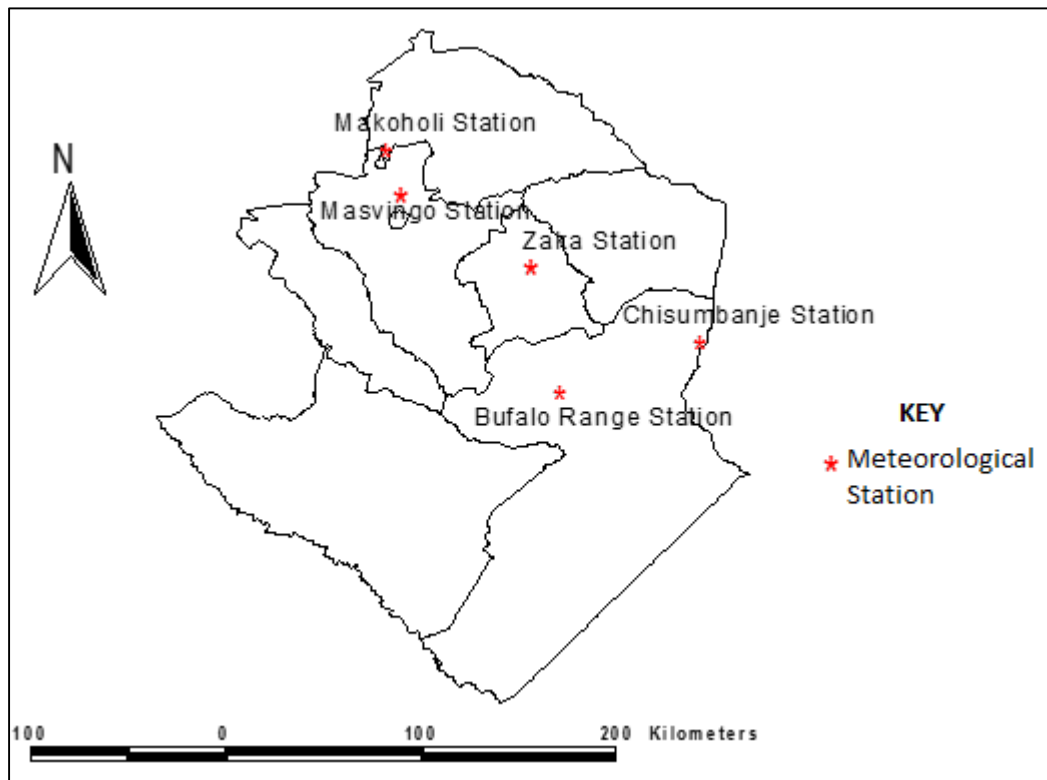 Makoholi Station
N
Masvingo Station
Zaka Station
Chisumbanje Station
Bufalo Range Station
KEY
Meteorological
Station
100 0 100 200 Kilometers